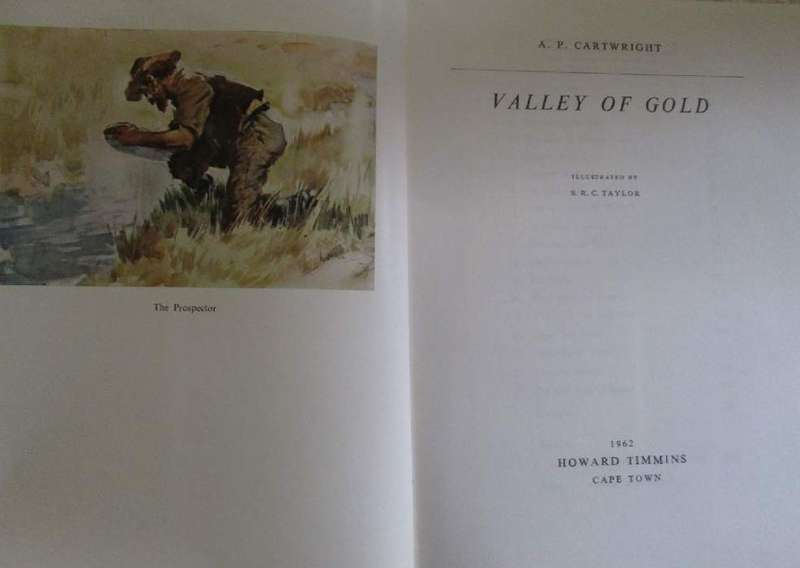 The Prospector
A. P. CARTWRIGHT
VALLEY OF GOLD
ILLUSTRATED BY
S. R. C. TAYLOR
1962
HOWARD TIMMINS
CAPE TOWN